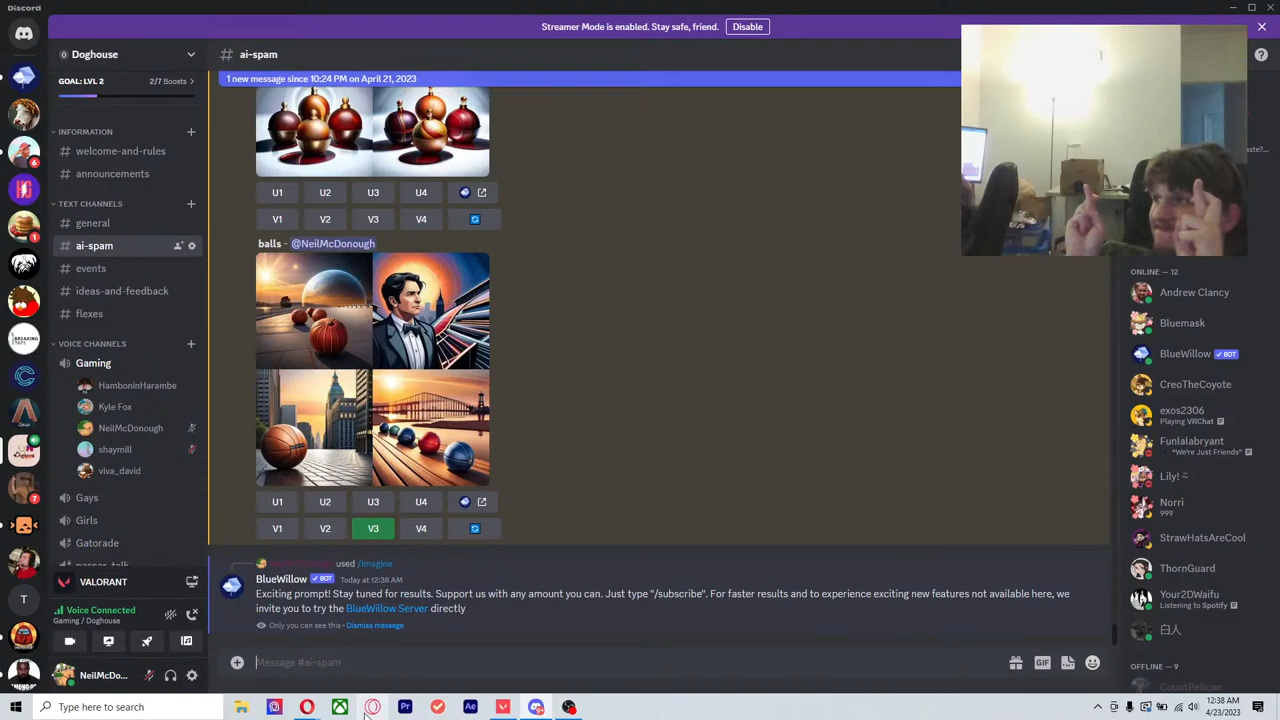 Discord
Streamer Mode is enabled. Stay safe, friend.
Disable
Doghouse
ai-spam
GOAL: LVL 2
2/7 Boosts
1 new message since 10:24 PM on April 21, 2023
INFORMATION
welcome-and-rules
6
announcements
U1
U2
U3
U4
TEXT CHANNELS
V1
V2
V3
V4
general
1
balls - @NeilMcDonough
ai-spam
events
ideas-and-feedback
ONLINE — 12
Andrew Clancy
flexes
Bluemask
BREAKING
VOICE CHANNELS
BlueWillow BOT
Gaming
HamboninHarambe
CreoTheCoyote
Kyle Fox
exos2306
Playing VRChat
NeilMcDonough
Funlalabryant
"We're Just Friends"
shaymill
viva_david
Lily! ﾆ
7
Gays
U1
U2
U3
U4
Norri
999
Girls
V1
V2
V3
V4
StrawHatsAreCool
Gatorade
used /imagine
ThornGuard
VALORANT
BlueWillow BOT Today at 12:38 AM
Exciting prompt! Stay tuned for results. Support us with any amount you can. Just type "/subscribe". For faster results and to experience exciting new features not available here, we
invite you to try the BlueWillow Server directly
T
Your2DWaifu
Listening to Spotify
Voice Connected
Gaming / Doghouse
Only you can see this • Dismiss message
白人
Message #ai-spam
GIF
OFFLINE — 9
NeilMcDo...
CountPelican
Type here to search
Pr
Ae
12:38 AM
4/23/2023